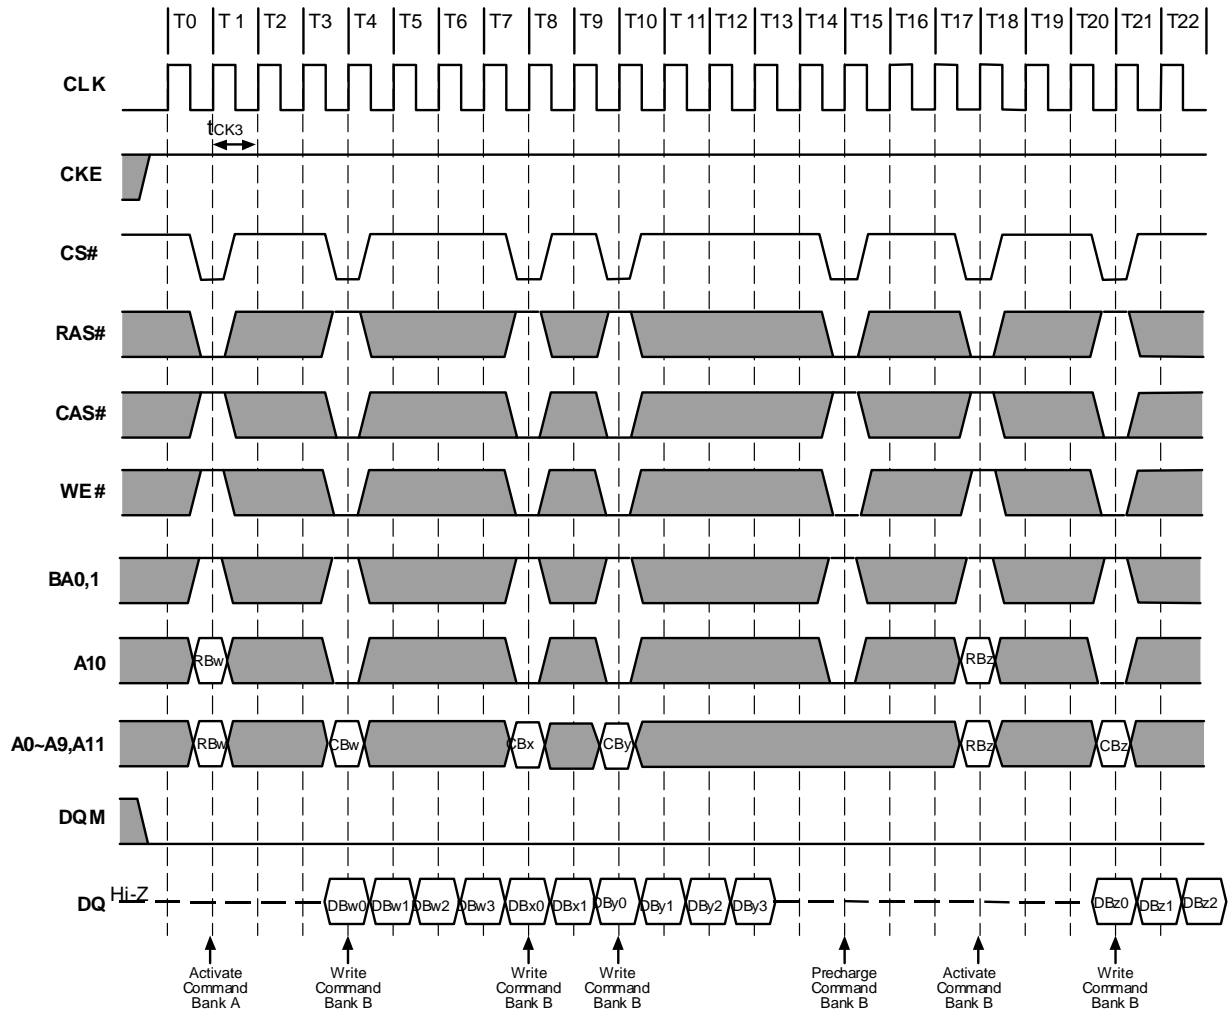 T0 T 1 T2 T3 T4 T5 T6 T7 T8 T9 T10 T 11 T12 T13 T14 T15 T16 T17 T18 T19 T20 T21 T22
CLK
tCK3
CKE
CS#
RAS#
CAS#
WE#
BA0,1
A10 RBw RBz
A0~A9,A11 RBw CBw CBx CBy RBz CBz
DQM
DQ Hi-Z DBw0 DBw1 DBw2 DBw3 DBx0 DBx1 DBy0 DBy1 DBy2 DBy3 DBz0 DBz1 DBz2
Activate Write Write Write Precharge Activate Write
Command Command Command Command Command Command Command
Bank A Bank B Bank B Bank B Bank B Bank B Bank B